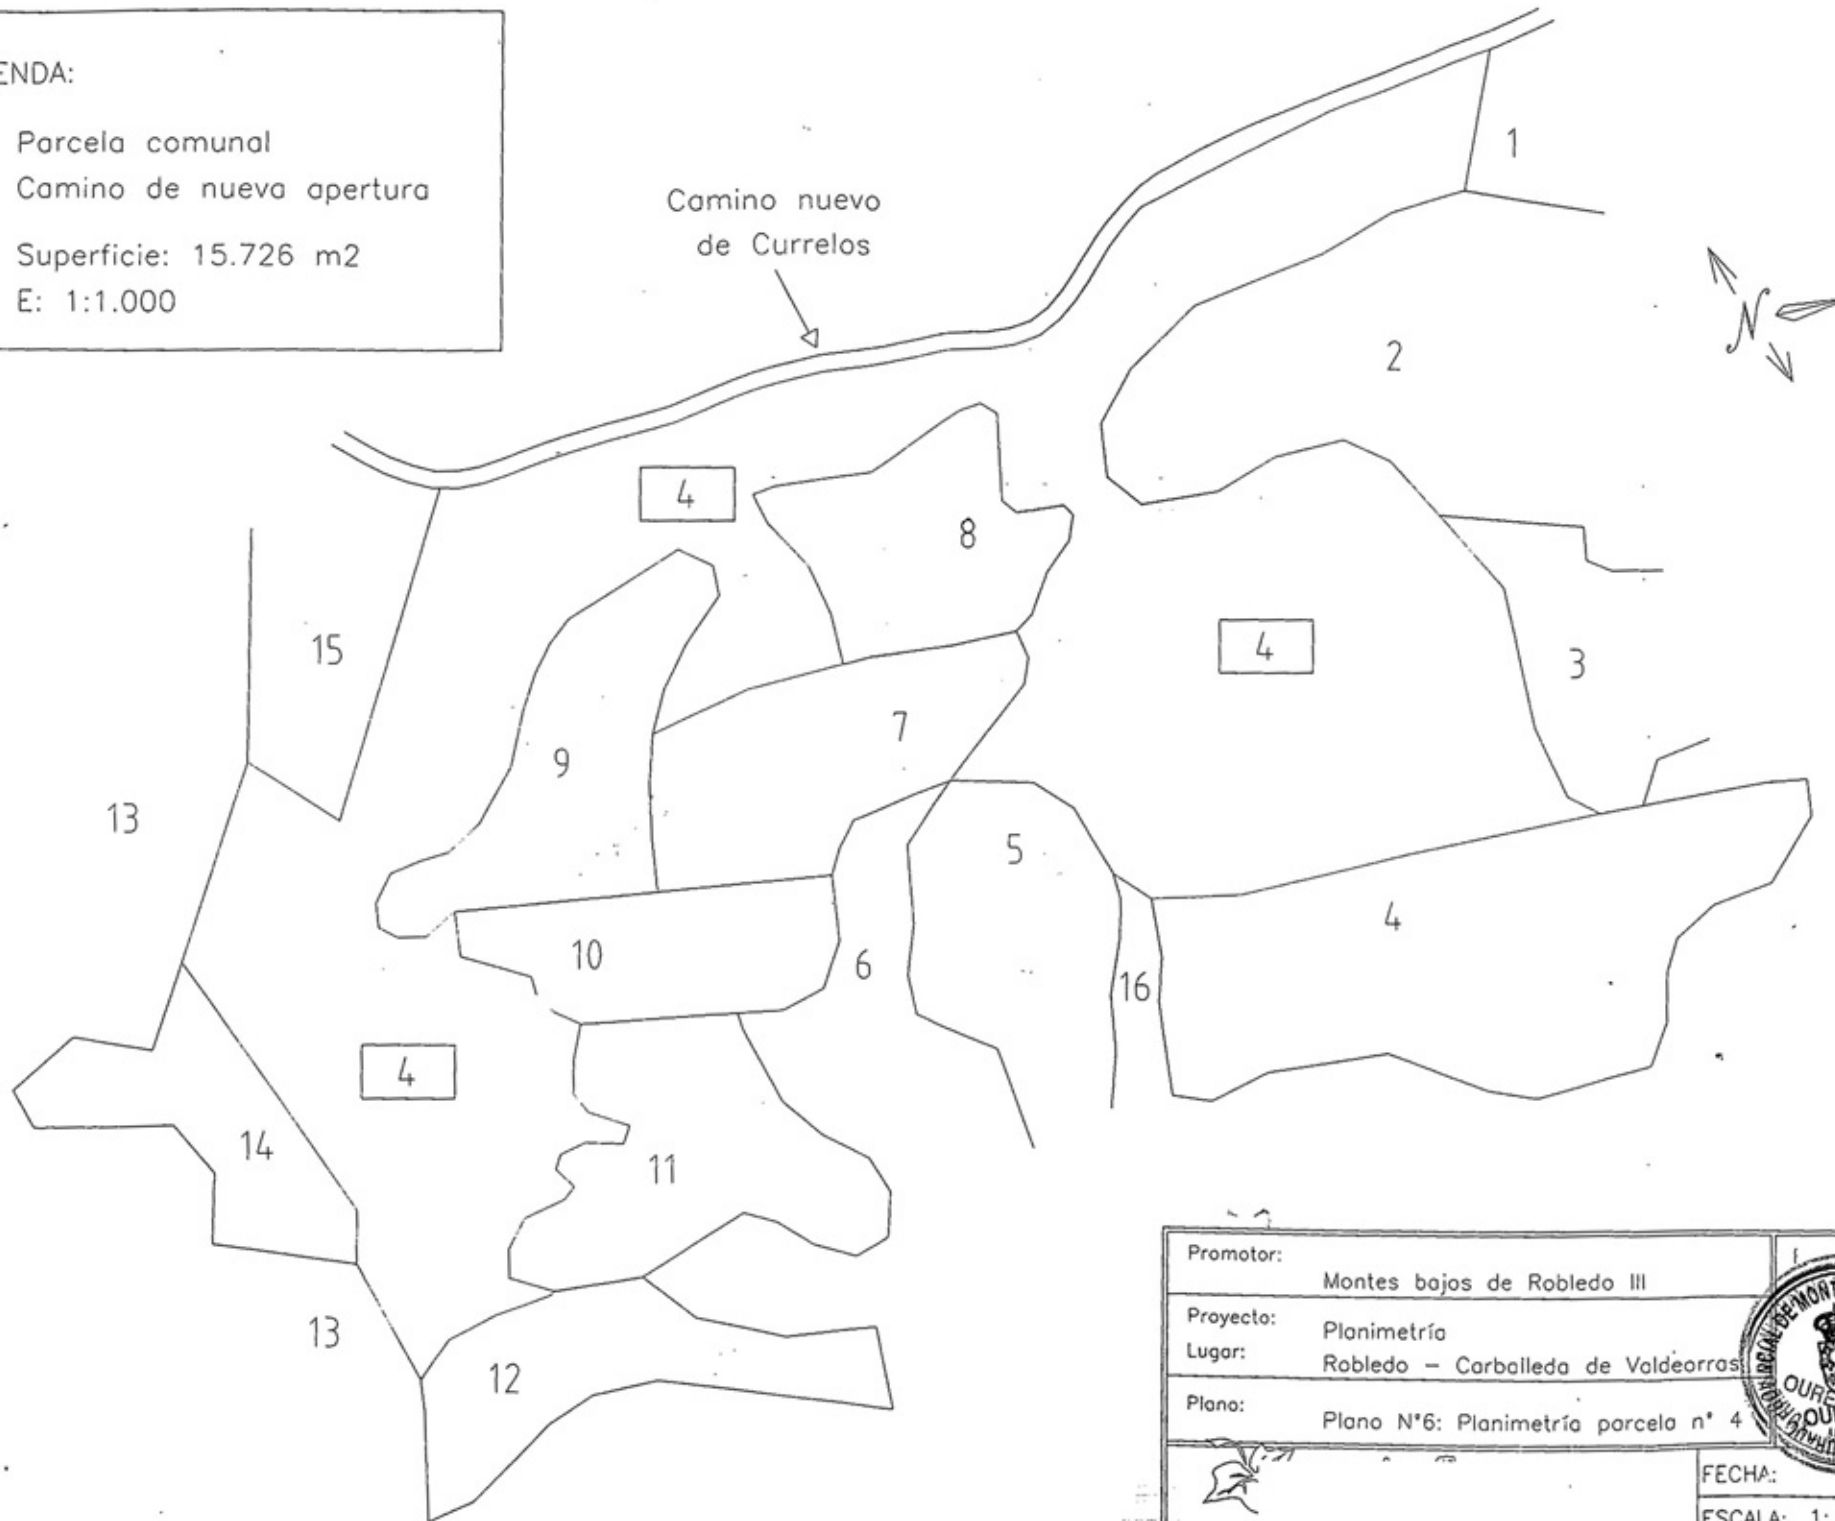 ENDA:
Parcela comunal
Camino de nueva apertura
Superficie: 15.726 m2
E: 1:1.000
Camino nuevo
de Currelos
1
2
N
4
8
4
15
3
7
9
13
5
4
10
6
16
4
14
11
13
12
Promotor:
Montes bajos de Robledo III
Proyecto:
Planimetría
Lugar:
Robledo - Carballeda de Valdeorras
Plano:
Plano Nº6: Planimetría parcela nº 4
FECHA:
ESCALA: 1: